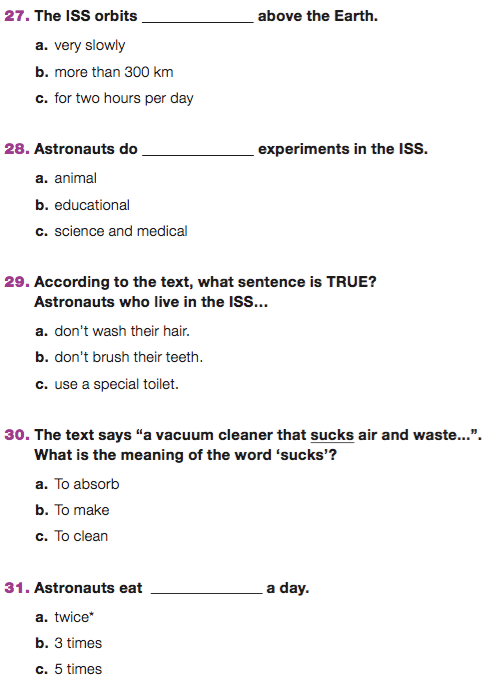 27. The ISS orbits ______________ above the Earth.
a. very slowly
b. more than 300 km
c. for two hours per day
28. Astronauts do ______________ experiments in the ISS.
a. animal
b. educational
c. science and medical
29. According to the text, what sentence is TRUE?
Astronauts who live in the ISS...
a. don't wash their hair.
b. don't brush their teeth.
c. use a special toilet.
30. The text says “a vacuum cleaner that sucks air and waste...”.
What is the meaning of the word ‘sucks’?
a. To absorb
b. To make
c. To clean
31. Astronauts eat ______________ a day.
a. twice*
b. 3 times
c. 5 times